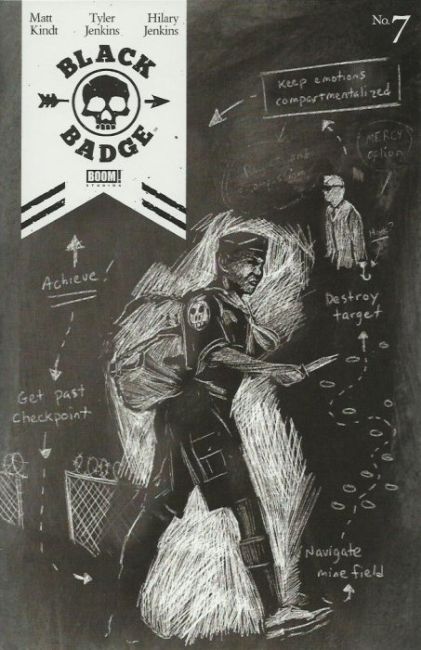 Matt Kindt
Tyler Jenkins
Hilary Jenkins
No. 7
BLACK
BADGE
BOOM!
STUDIOS
Keep emotions
compartmentalized
MERCY
option
Achieve!
Destroy
target
Get past
Checkpoint
Navigate
mine field